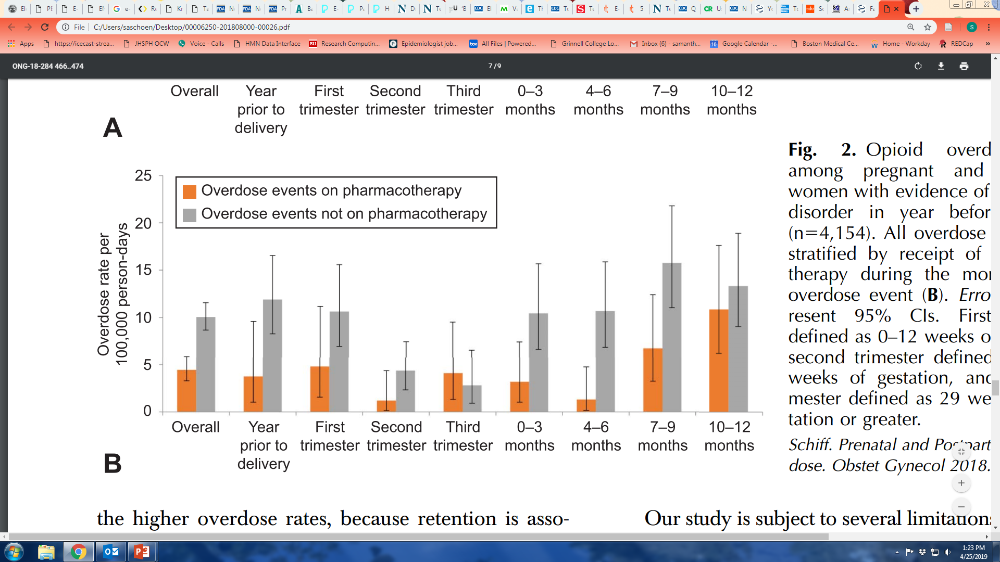 File C:/Users/saschoen/Desktop/00006250-201808000-00026.pdf
Apps https://icecast-strea... JHSPH OCW Voice - Calls HMN Data Interface Research Computin... Epidemiologist job... All Files | Powered... Grinnell College Lo... Inbox (6) - samanth... Google Calendar -... Boston Medical Ce... Home - Workday REDCap »
ONG-18-284 466..474 7 / 9
Overall Year First Second Third 0–3 4–6 7–9 10–12
prior to trimester trimester trimester months months months months
delivery
A
Fig. 2. Opioid overd
among pregnant and
women with evidence of
disorder in year befor
(n=4,154). All overdose
stratified by receipt of
therapy during the mor
overdose event (B). Erro
resent 95% CIs. First
defined as 0–12 weeks o
second trimester defined
weeks of gestation, and
mester defined as 29 we
tation or greater.
Schiff. Prenatal and Postpart
dose. Obstet Gynecol 2018.
Overdose events on pharmacotherapy
Overdose events not on pharmacotherapy
Overdose rate per
100,000 person-days
25
20
15
10
5
0
Overall Year First Second Third 0–3 4–6 7–9 10–12
prior to trimester trimester trimester months months months months
delivery
B
the higher overdose rates, because retention is asso-
Our study is subject to several limitations
1:23 PM
4/25/2019